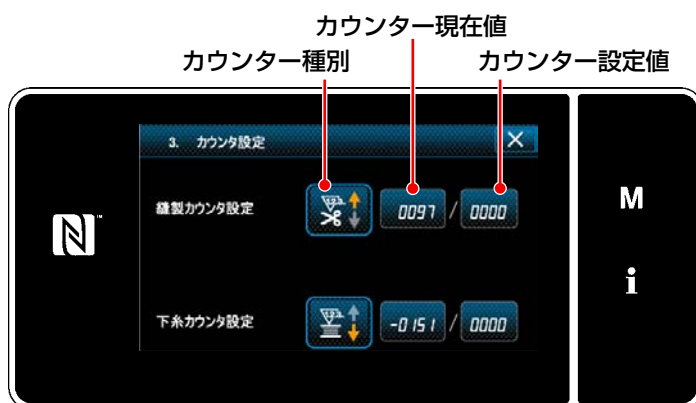 カウンター現在値
カウンター種別
カウンター設定値
3. カウンタ設定
縫製カウンタ設定
123
0097 / 0000
下糸カウンタ設定
123
-0151 / 0000
N
M
i